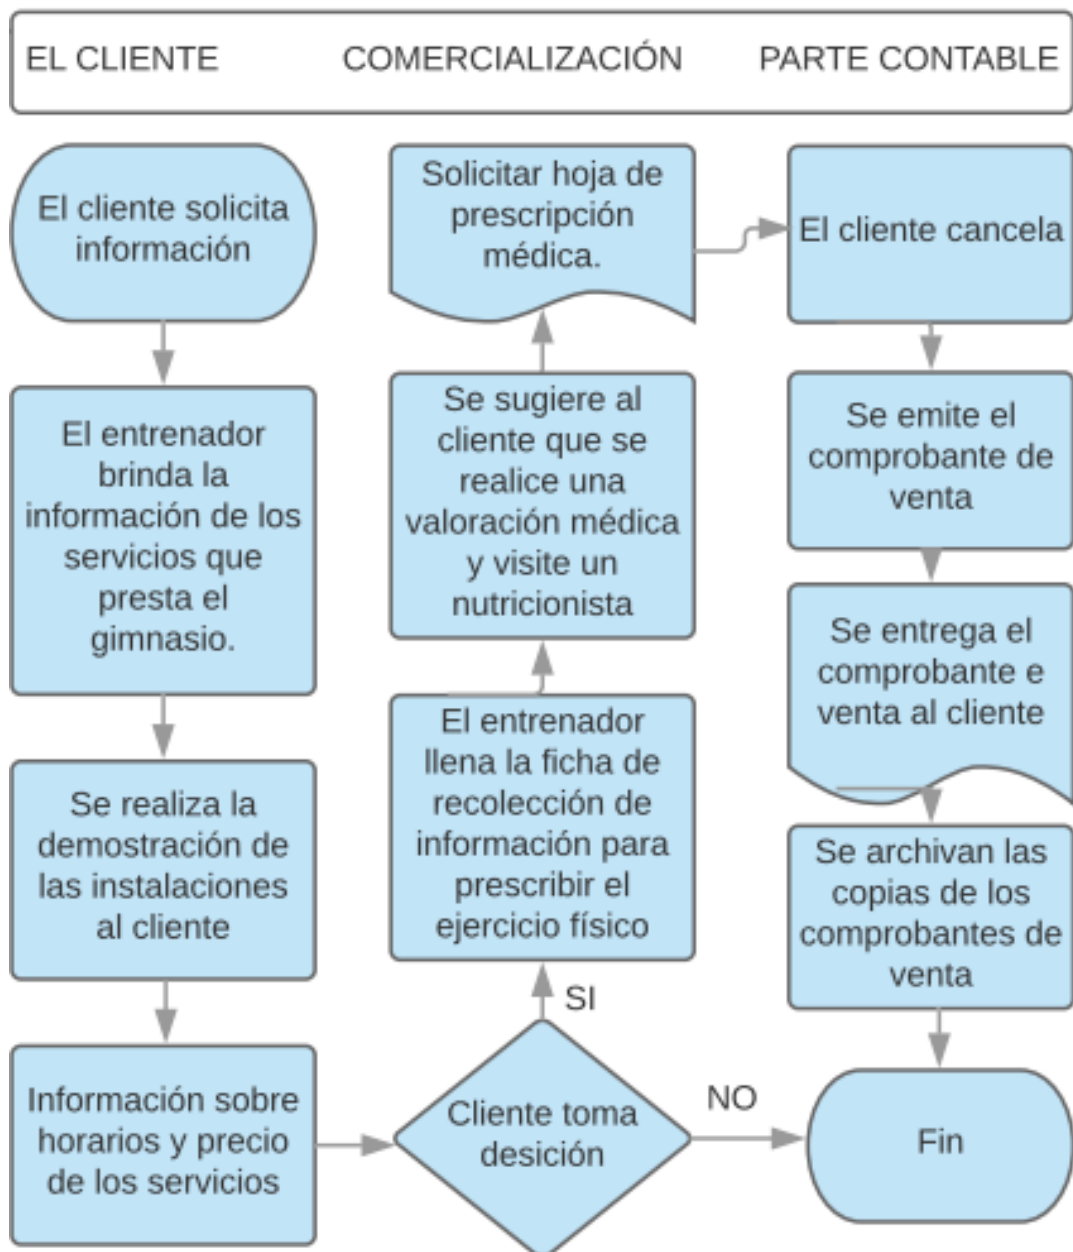 EL CLIENTE COMERCIALIZACIÓN PARTE CONTABLE
El cliente solicita
información
El entrenador
brinda la
información de los
servicios que
presta el
gimnasio.
Se realiza la
demostración de
las instalaciones
al cliente
Información sobre
horarios y precio
de los servicios
Cliente toma
desición
SI
NO
El entrenador
llena la ficha de
recolección de
información para
prescribir el
ejercicio físico
Se sugiere al
cliente que se
realice una
valoración médica
y visite un
nutricionista
Solicitar hoja de
prescripción
médica.
El cliente cancela
Se emite el
comprobante de
venta
Se entrega el
comprobante e
venta al cliente
Se archivan las
copias de los
comprobantes de
venta
Fin